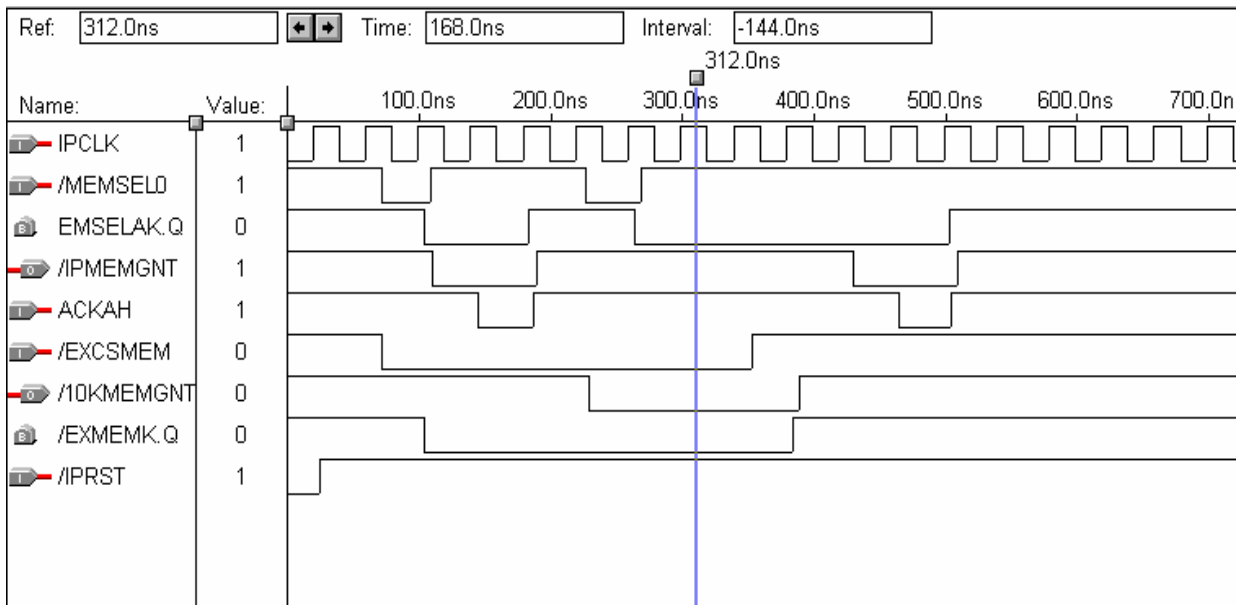 Ref: 312.0ns Time: 168.0ns Interval: -144.0ns
312.0ns
Name: Value: 100.0ns 200.0ns 300.0ns 400.0ns 500.0ns 600.0ns 700.0n
IPCLK 1
/MEMSEL0 1
EMSELAK.Q 0
/IPMEMGNT 1
ACKAH 1
/EXCSMEM 0
/10KMEMGNT 0
/EXMEMK.Q 0
/IPRST 1